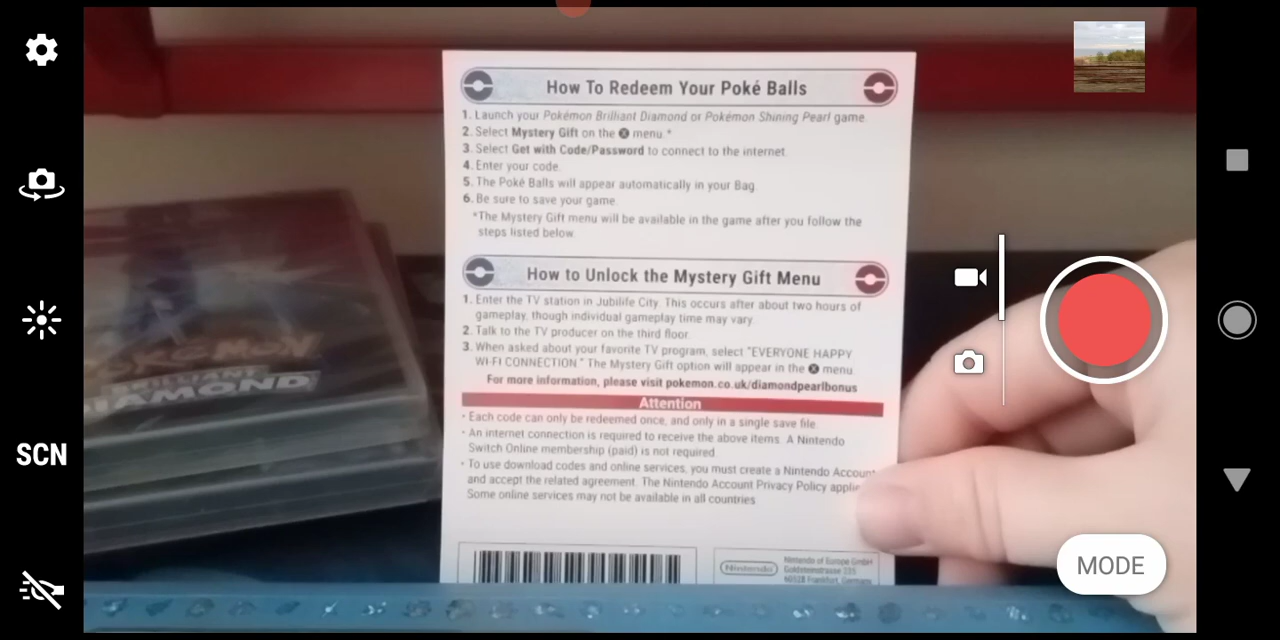 How To Redeem Your Poké Balls
1. Launch your Pokémon Brilliant Diamond or Pokémon Shining Pearl game.
2. Select Mystery Gift on the X menu.*
3. Select Get with Code/Password to connect to the internet.
4. Enter your code.
5. The Poké Balls will appear automatically in your Bag.
6. Be sure to save your game.
*The Mystery Gift menu will be available in the game after you follow the
steps listed below.
How to Unlock the Mystery Gift Menu
1. Enter the TV station in Jubilife City. This occurs after about two hours of
gameplay, though individual gameplay time may vary.
2. Talk to the TV producer on the third floor.
3. When asked about your favorite TV program, select "EVERYONE HAPPY
WI-FI CONNECTION." The Mystery Gift option will appear in the X menu.
For more information, please visit pokemon.co.uk/diamondpearlbonus
Attention
• Each code can only be redeemed once, and only in a single save file.
• An internet connection is required to receive the above items. A Nintendo
Switch Online membership (paid) is not required.
• To use download codes and online services, you must create a Nintendo Account
and accept the related agreement. The Nintendo Account Privacy Policy applie
Some online services may not be available in all countries
Nintendo
Nintendo of Europe GmbH
Goldsteinstrasse 235
60528 Frankfurt, Germany
POKÉMON
BRILLIANT
DIAMOND
SCN
MODE